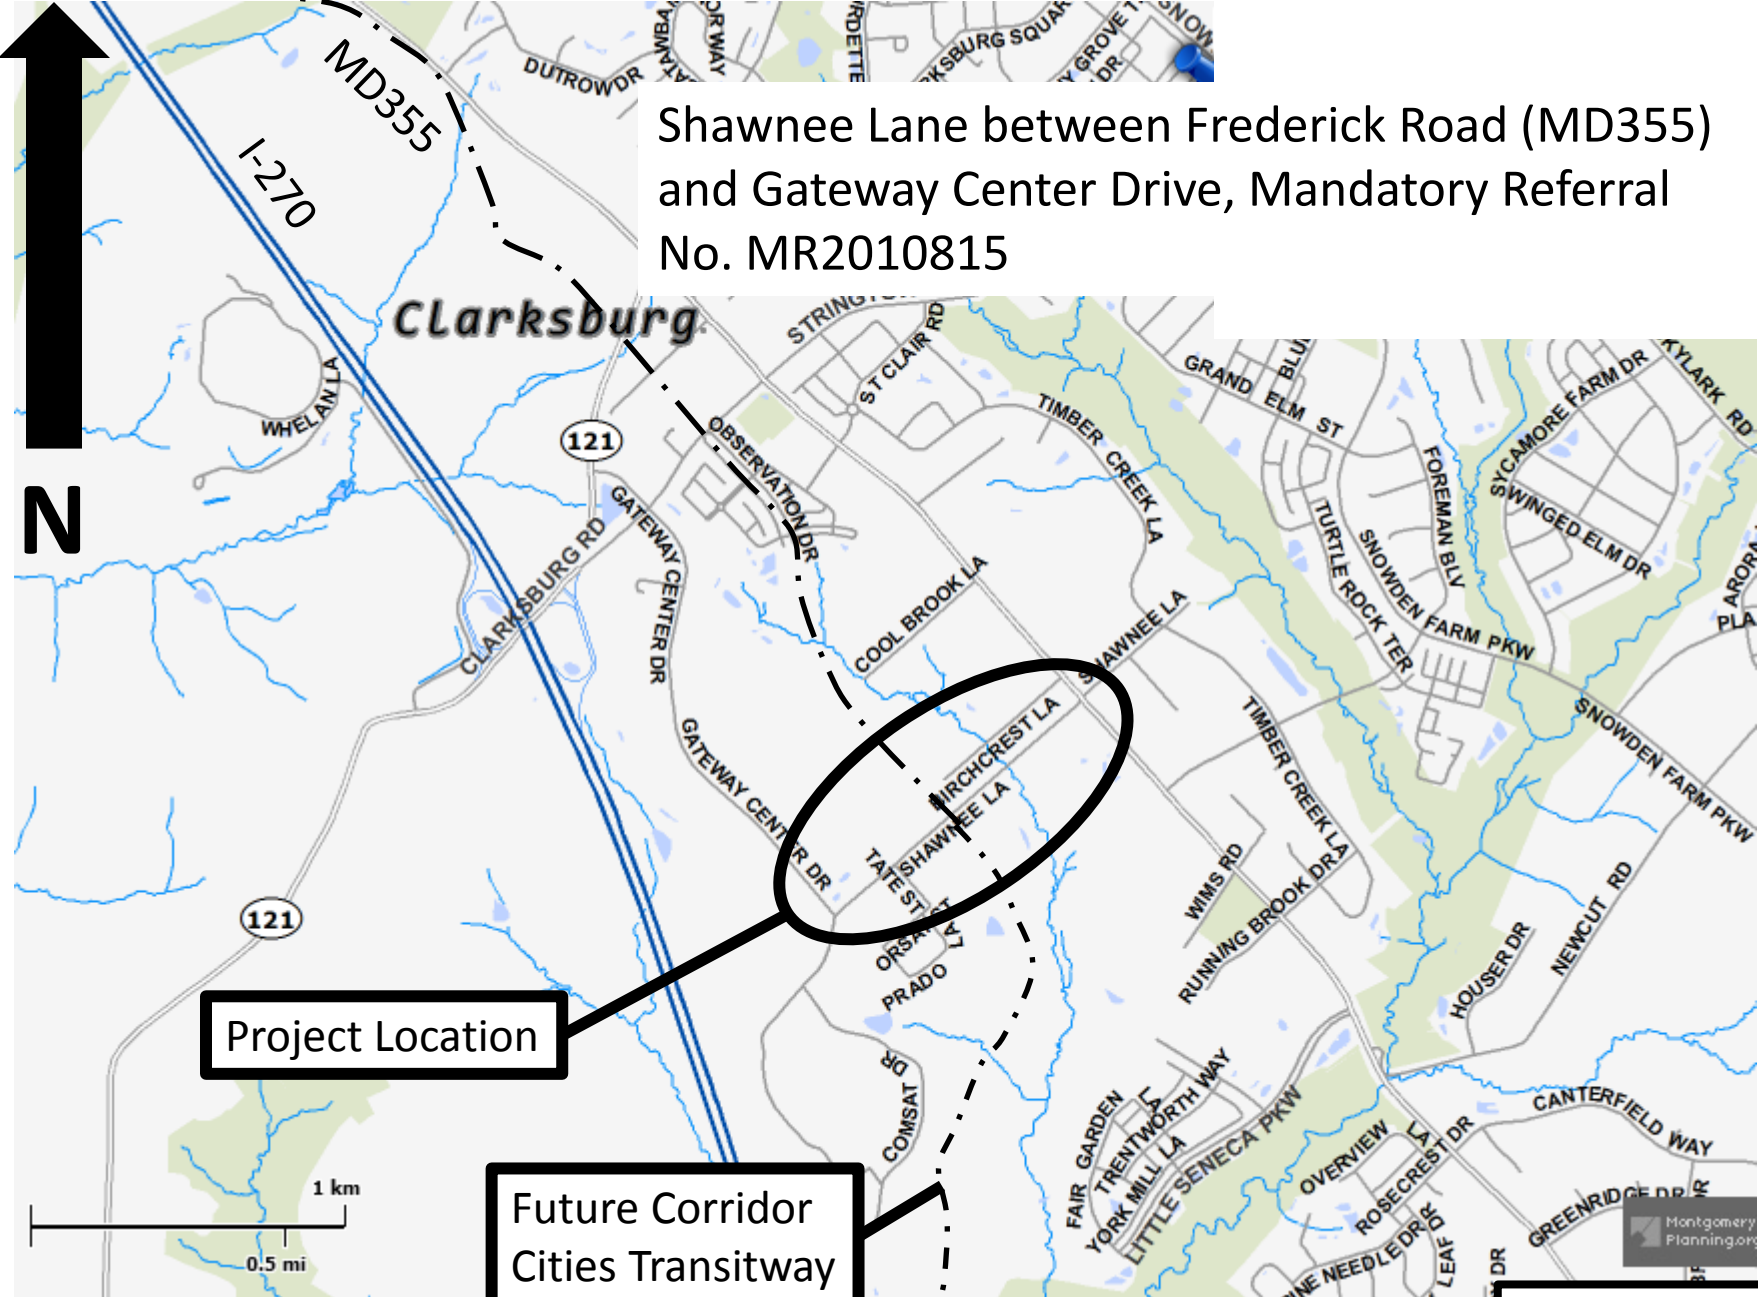 SNOW
DUTROW DR
MD355
I-270
Shawnee Lane between Frederick Road (MD355)
and Gateway Center Drive, Mandatory Referral
No. MR2010815
Clarksburg
ST CLAIR RD
GRAND ELM ST
SYCAMORE FARM DR
WHELAN LA
121
OBSERVATION DR
TIMBER CREEK LA
FOREMAN BLV
SWINGED ELM DR
N
GATEWAY CENTER DR
CLARKSBURG RD
TURTLE ROCK TER
SNOWDEN FARM PKW
COOL BROOK LA
SHAWNEE LA
BIRCHCREST LA
SHAWNEE LA
GATEWAY CENTER DR
TIMBER CREEK LA
SNOWDEN FARM PKW
TATE ST
WIMS RD
RUNNING BROOK DR
NEWCUT RD
HOUSER DR
PRADO
LA
121
Project Location
COMSAT DR
FAIR GARDEN LA
TRENTWORTH WAY
YORK MILL LA
LITTLE SENECA PKW
OVERVIEW LA
ROSECREST DR
CANTERFIELD WAY
GREENRIDGE DR
LEAF DR
NEEDLE DR
1 km
0.5 mi
Future Corridor
Cities Transitway
Montgomery
Planning.org